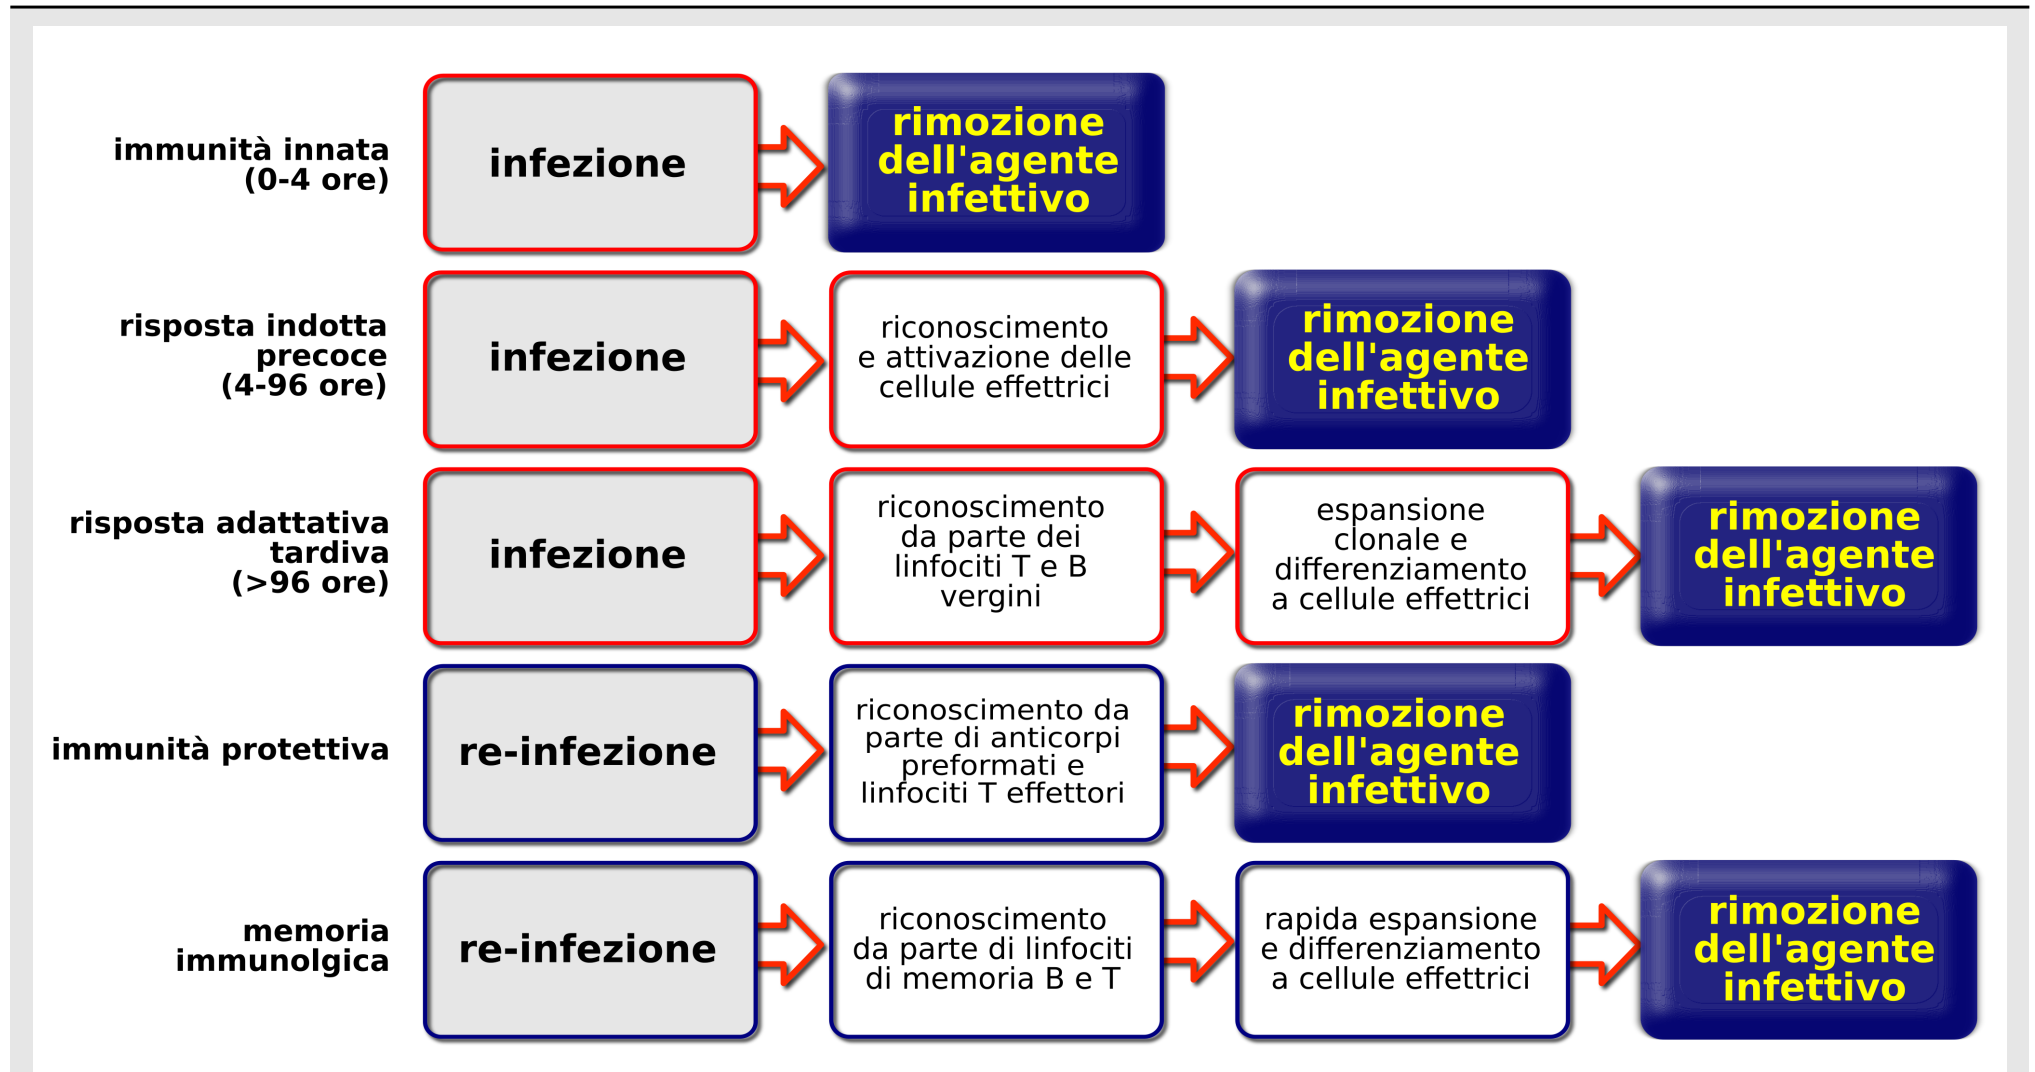 immunità innata
(0-4 ore)
infezione
rimozione
dell'agente
infettivo
risposta indotta
precoce
(4-96 ore)
infezione
riconoscimento
e attivazione delle
cellule effettrici
rimozione
dell'agente
infettivo
risposta adattativa
tardiva
(>96 ore)
infezione
riconoscimento
da parte dei
linfociti T e B
vergini
espansione
clonale e
differenziamento
a cellule effettrici
rimozione
dell'agente
infettivo
immunità protettiva
re-infezione
riconoscimento da
parte di anticorpi
preformati e
linfociti T effettori
rimozione
dell'agente
infettivo
memoria
immunolgica
re-infezione
riconoscimento
da parte di linfociti
di memoria B e T
rapida espansione
e differenziamento
a cellule effettrici
rimozione
dell'agente
infettivo